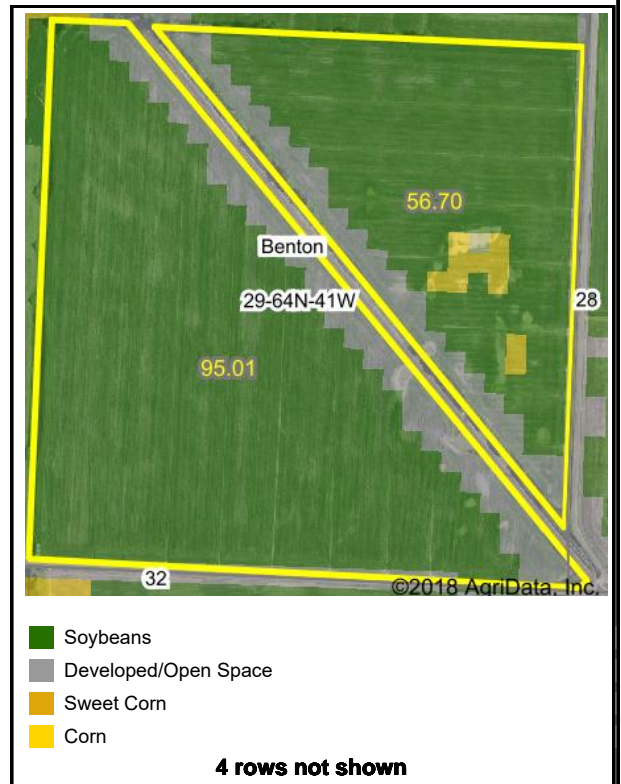 56.70
Benton
29-64N-41W
28
95.01
32
©2018 AgriData, Inc.
Soybeans
Developed/Open Space
Sweet Corn
Corn
4 rows not shown